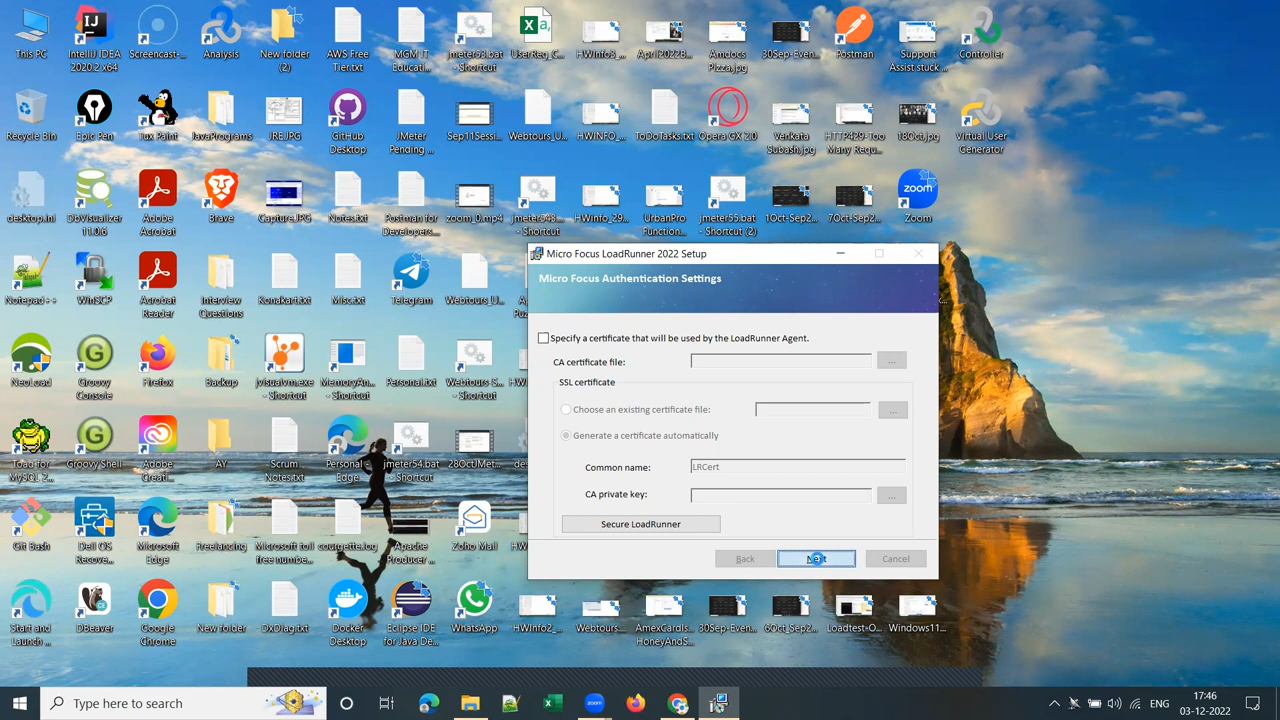 This PC
IntelliJ IDEA
2020.2 x64
Screencast-...
Analysis
New folder
(2)
AWS Free
Tier.txt
MGM IT
Educati...
jmeter53.bat
- Shortcut
UserReg_C...
HWinfo3_...
April2022B...
Amdocs
Pizza.jpg
30Sep-Even...
Postman
Support
Assist stuck ...
Controller
Recycle Bin
Epic Pen
Tux Paint
JavaPrograms
JRE.JPG
GitHub
Desktop
JMeter
Pending ...
Sep11Sessi...
Webtours_U...
HWINFO_...
ToDoTasks.txt
Opera GX 2.0
Venkata
Subash.jpg
HTTP429-Too
Many Requ...
18Oct.jpg
Virtual User
Generator
desktop.ini
DbVisualizer
11.0.8
Adobe
Acrobat
Brave
Capture.JPG
Notes.txt
Postman for
Developers...
zoom_0.mp4
jmeter543...
- Shortcut
HWinfo_29...
UrbanPro
Function...
jmeter55.bat
- Shortcut (2)
1Oct-Sep2...
7Oct-Sep2...
Zoom
Notepad++
WinSCP
Acrobat
Reader
Interview
Questions
Konakart.txt
Misc.txt
Telegram
Webtours_U...
NeoLoad
Groovy
Console
Firefox
Backup
jvisualvm.exe
- Shortcut
MemoryAn...
- Shortcut
Personal.txt
Webtours-S...
- Shortcut
Toad for
MySQL 2...
Groovy Shell
Adobe
Creati...
AY
Scrum
Notes.txt
Personal -
Edge
jmeter54.bat
- Shortcut
28OctJMet...
Git Bash
Dell OS
Recove...
Microsoft
Edge
Freelancing
Microsoft toll
free numbe...
courgette.log
Apache
Producer ...
Zoho Mail
Start and
Launch ...
DBeaver
Google
Chrome
New folder
DxDiag.txt
Docker
Desktop
Eclipse IDE
for Java De...
WhatsApp
HWInfo2_...
Webtours...
AmexGardIs...
HoneyAndS...
30Sep-Even...
6Oct_Sep2...
Loadtest-O...
Windows11...
Micro Focus LoadRunner 2022 Setup
Micro Focus Authentication Settings
Specify a certificate that will be used by the LoadRunner Agent.
CA certificate file:
...
SSL certificate
Choose an existing certificate file:
...
Generate a certificate automatically
Common name:
LRCert
CA private key:
...
Secure LoadRunner
Back
Next
Cancel
Type here to search
zoom
ENG
17:46
03-12-2022